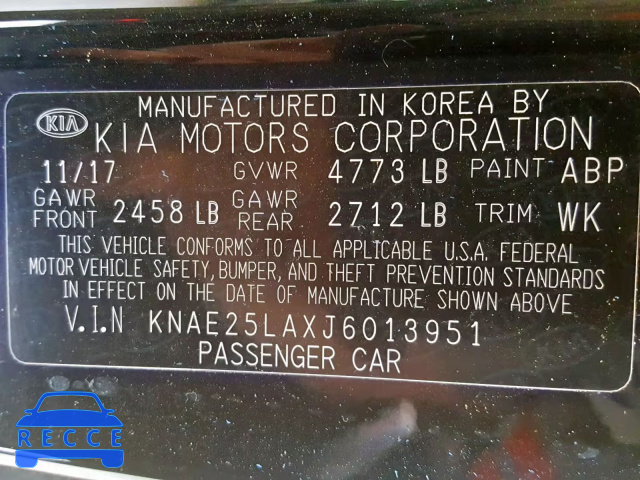 MANUFACTURED IN KOREA BY
KIA KIA MOTORS CORPORATION
11/17 GVWR 4773 LB PAINT ABP
GAWR FRONT 2458 LB GAWR REAR 2712 LB TRIM WK
THIS VEHICLE CONFORMS TO ALL APPLICABLE U.S.A. FEDERAL
MOTOR VEHICLE SAFETY, BUMPER, AND THEFT PREVENTION STANDARDS
IN EFFECT ON THE DATE OF MANUFACTURE SHOWN ABOVE
V.I.N KNAE25LAXJ6013951
PASSENGER CAR
RECCE